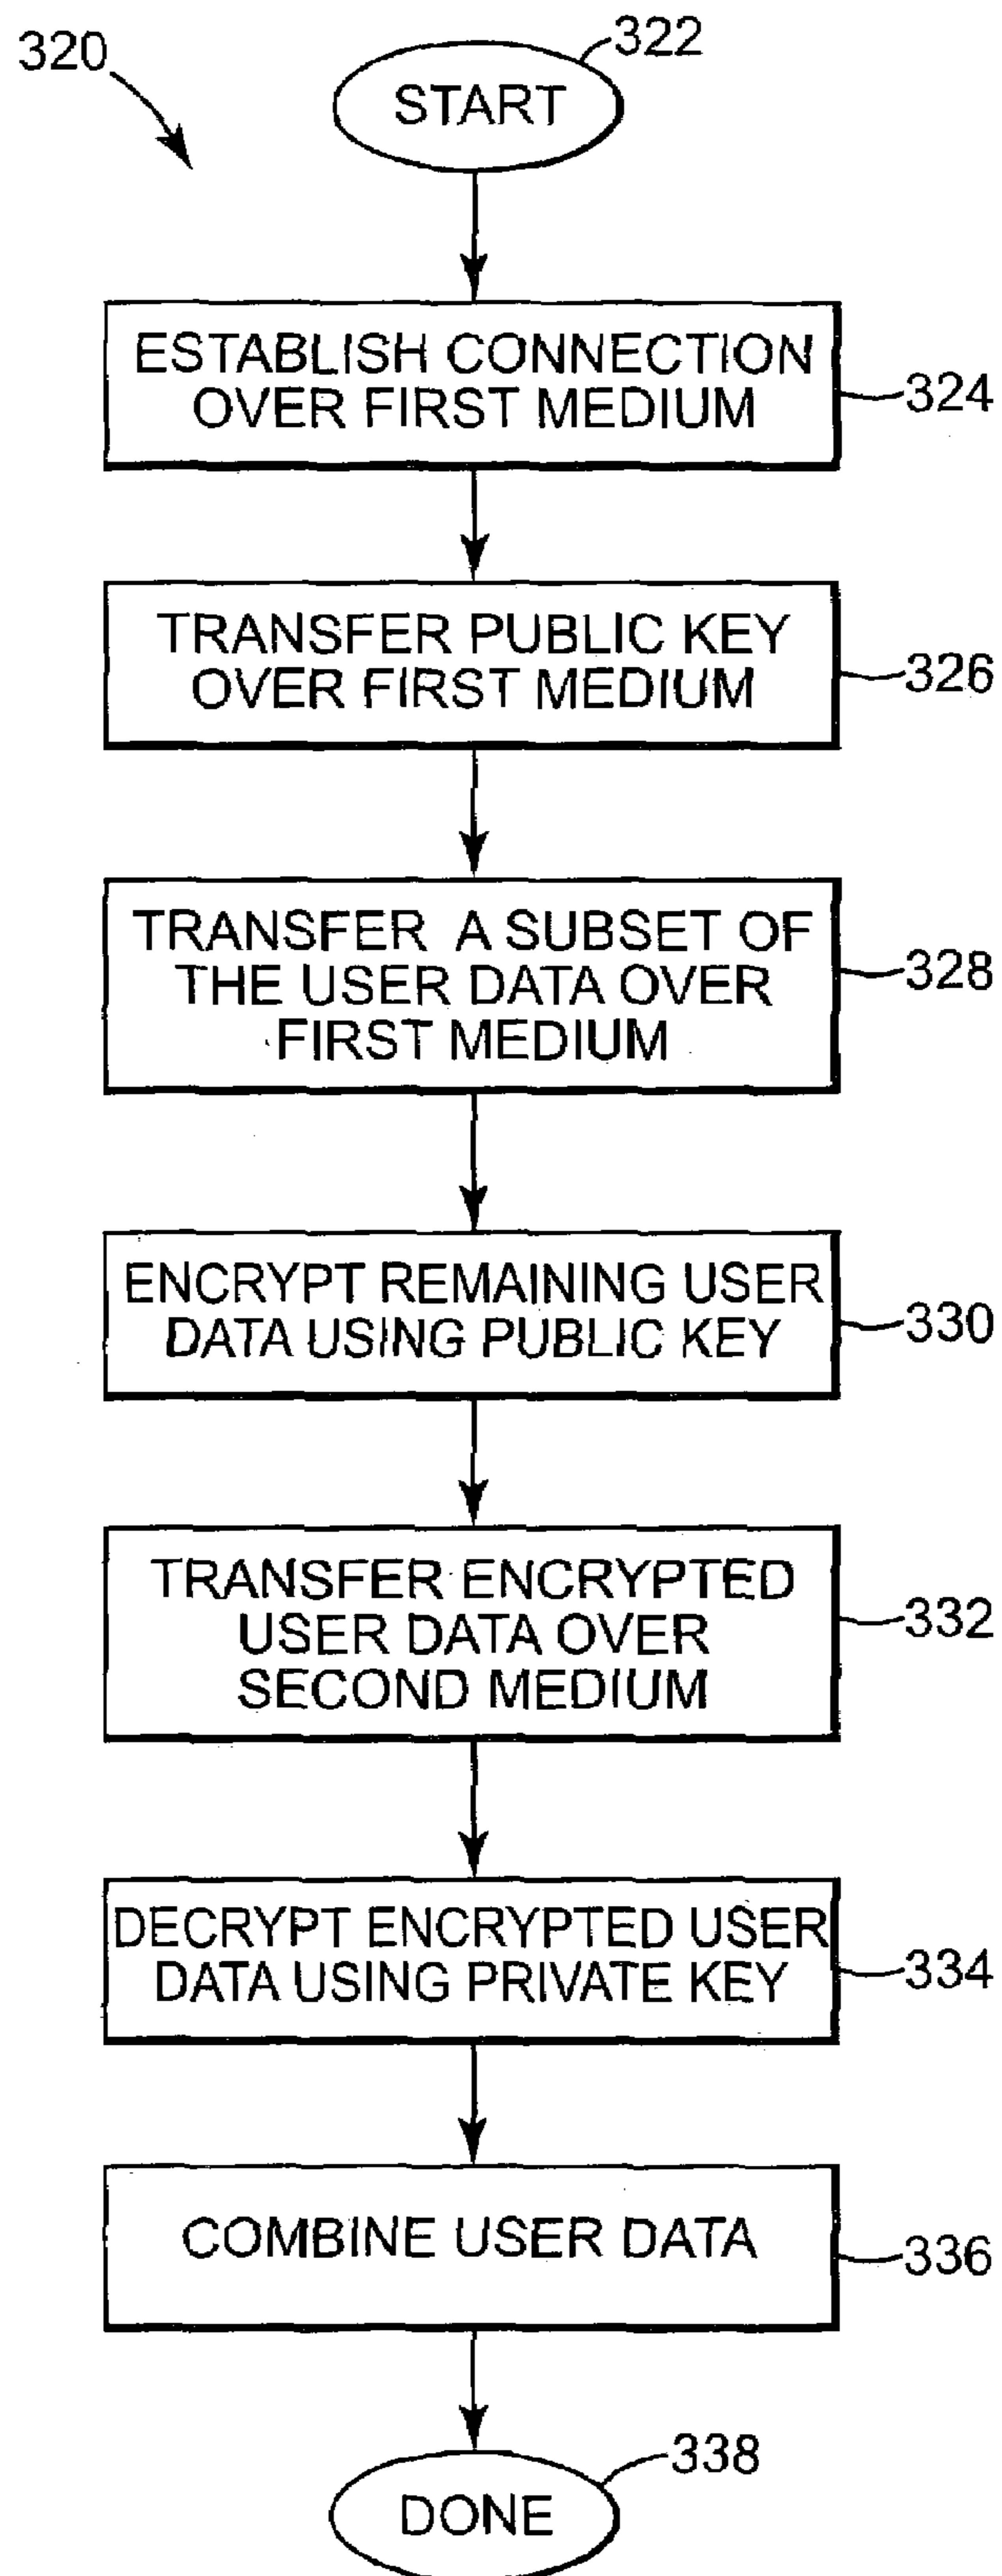 320
322
START
ESTABLISH CONNECTION
OVER FIRST MEDIUM
324
TRANSFER PUBLIC KEY
OVER FIRST MEDIUM
326
TRANSFER A SUBSET OF
THE USER DATA OVER
FIRST MEDIUM
328
ENCRYPT REMAINING USER
DATA USING PUBLIC KEY
330
TRANSFER ENCRYPTED
USER DATA OVER
SECOND MEDIUM
332
DECRYPT ENCRYPTED USER
DATA USING PRIVATE KEY
334
COMBINE USER DATA
336
338
DONE